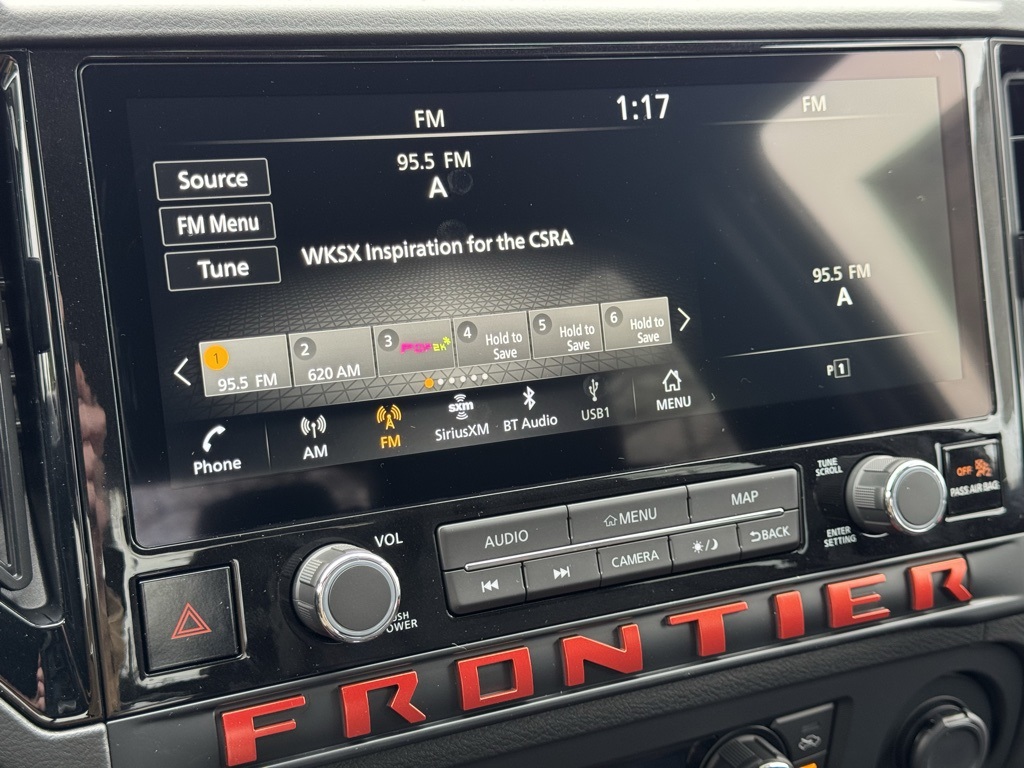 FM
1:17
FM
95.5 FM
A
Source
FM Menu
Tune
WKSX Inspiration for the CSRA
95.5 FM
A
1
95.5 FM
2
620 AM
3
4
Hold to
Save
5
Hold to
Save
6
Hold to
Save
P1
Phone
AM
A
FM
sxm
SiriusXM
BT Audio
USB1
MENU
TUNE
SCROLL
OFF
PASS AIR BAG
VOL
AUDIO
MENU
MAP
CAMERA
BACK
ENTER
SETTING
FRONTIER